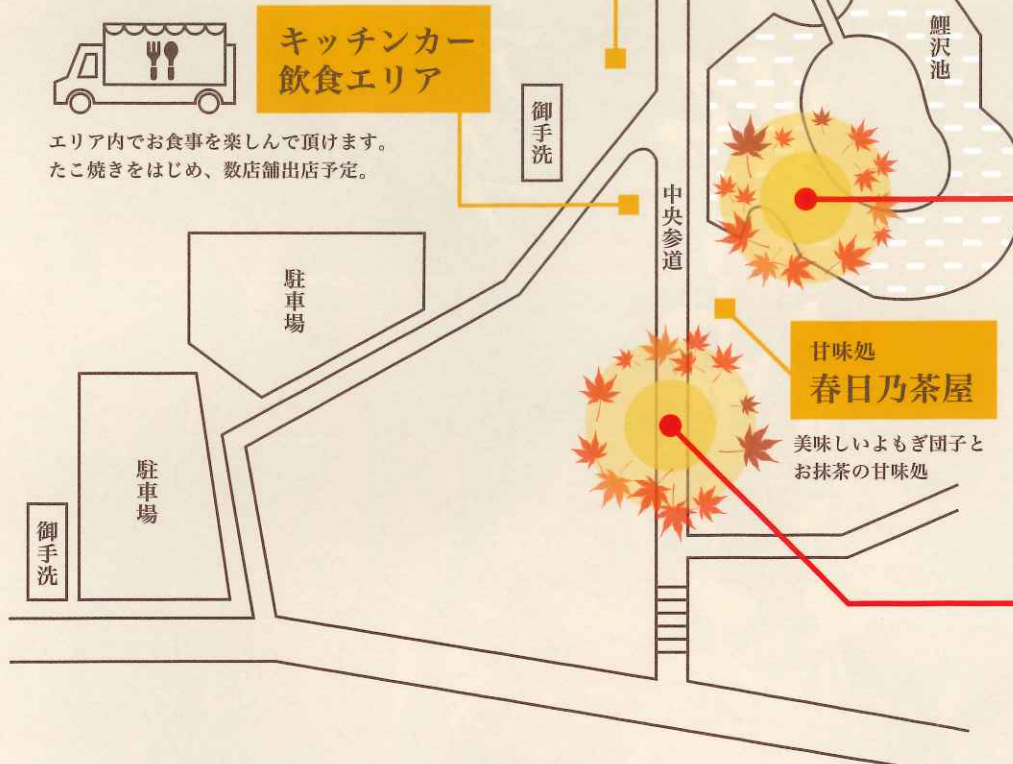 キッチンカー
飲食エリア
エリア内でお食事を楽しんで頂けます。
たこ焼きをはじめ、数店舗出店予定。
御手洗
中央参道
鯉沢池
駐車場
甘味処
春日乃茶屋
美味しいよもぎ団子と
お抹茶の甘味処
駐車場
御手洗